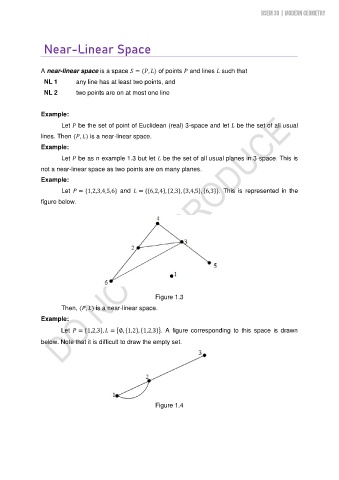 BSEM 30 | MODERN GEOMETRY
Near-Linear Space
A near-linear space is a space S = (P, L) of points P and lines L such that
NL 1 any line has at least two points, and
NL 2 two points are on at most one line
Example:
Let P be the set of point of Euclidean (real) 3-space and let L be the set of all usual
lines. Then (P, L) is a near-linear space.
Example:
Let P be as n example 1.3 but let L be the set of all usual planes in 3 space. This is
not a near-linear space as two points are on many planes.
Example:
Let P = {1,2,3,4,5,6} and L = {{6,2,4}, {2,3}, {3,4,5}, {6,3}}. This is represented in the
figure below.
4
2
3
5
1
6
Figure 1.3
Then, (P, L) is a near-linear space.
Example:
Let P = {1,2,3}, L = {∅, {1,2}, {1,2,3}}. A figure corresponding to this space is drawn
below. Note that it is difficult to draw the empty set.
3
2
1
Figure 1.4